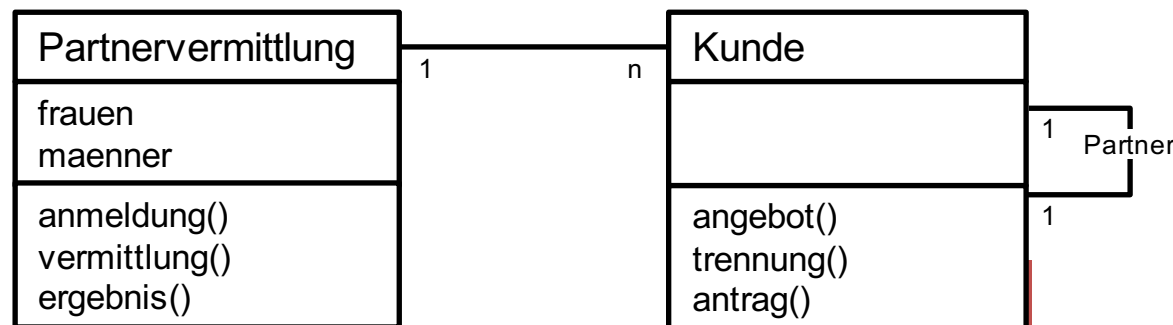 Partnervermittlung
1
n
Kunde
frauen
maenner
1
Partner
1
anmeldung()
vermittlung()
ergebnis()
angebot()
trennung()
antrag()